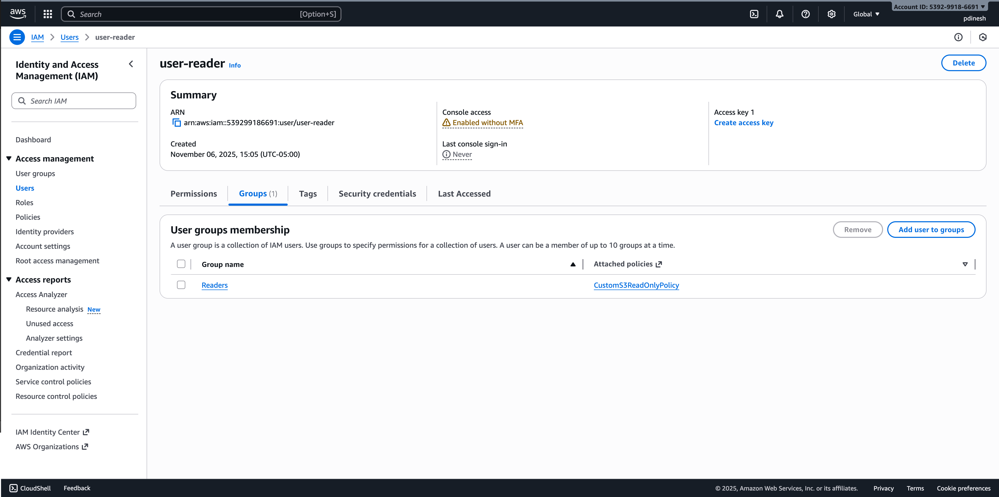 aws
Search [Option+S]
Global
Account ID: 5392-9918-6691
pdinesh
IAM
Users
user-reader
Identity and Access
Management (IAM)
Search IAM
Dashboard
Access management
User groups
Users
Roles
Policies
Identity providers
Account settings
Root access management
Access reports
Access Analyzer
Resource analysis New
Unused access
Analyzer settings
Credential report
Organization activity
Service control policies
Resource control policies
IAM Identity Center
AWS Organizations
user-reader Info
Delete
Summary
ARN
arn:aws:iam::539299186691:user/user-reader
Created
November 06, 2025, 15:05 (UTC-05:00)
Console access
Enabled without MFA
Last console sign-in
Never
Access key 1
Create access key
Permissions
Groups (1)
Tags
Security credentials
Last Accessed
User groups membership
Remove
Add user to groups
A user group is a collection of IAM users. Use groups to specify permissions for a collection of users. A user can be a member of up to 10 groups at a time.
Group name
Attached policies
Readers
CustomS3ReadOnlyPolicy
CloudShell
Feedback
© 2025, Amazon Web Services, Inc. or its affiliates.
Privacy
Terms
Cookie preferences